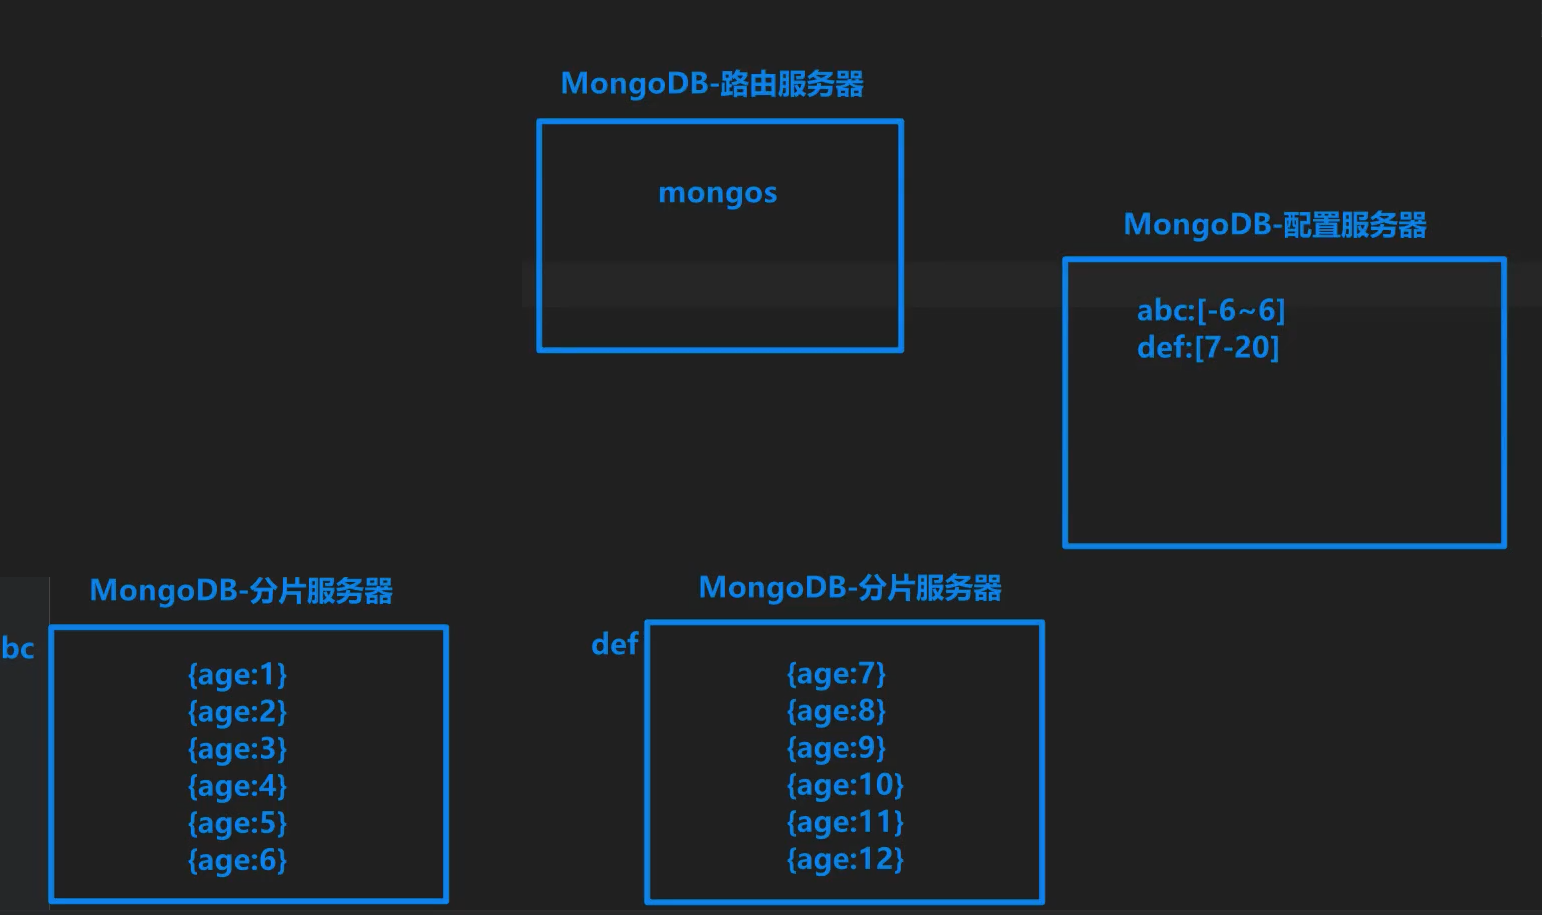 MongoDB-路由服务器
mongos
MongoDB-配置服务器
abc:[-6~6]
def:[7-20]
MongoDB-分片服务器
bc
{age:1}
{age:2}
{age:3}
{age:4}
{age:5}
{age:6}
MongoDB-分片服务器
def
{age:7}
{age:8}
{age:9}
{age:10}
{age:11}
{age:12}